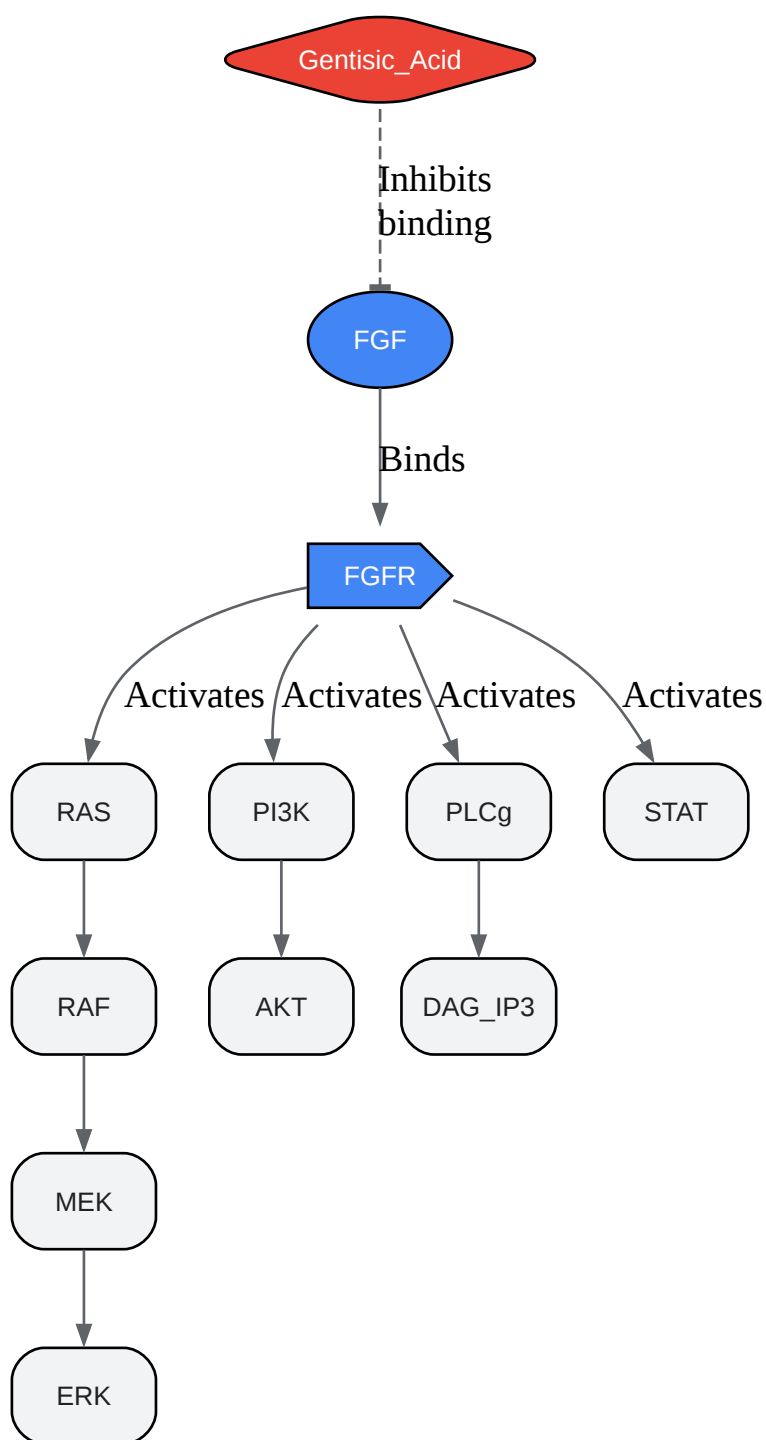 Gentisic_Acid
Inhibits
binding
FGF
Binds
FGFR
Activates Activates Activates Activates
RAS PI3K PLCg STAT
RAF AKT DAG_IP3
MEK
ERK